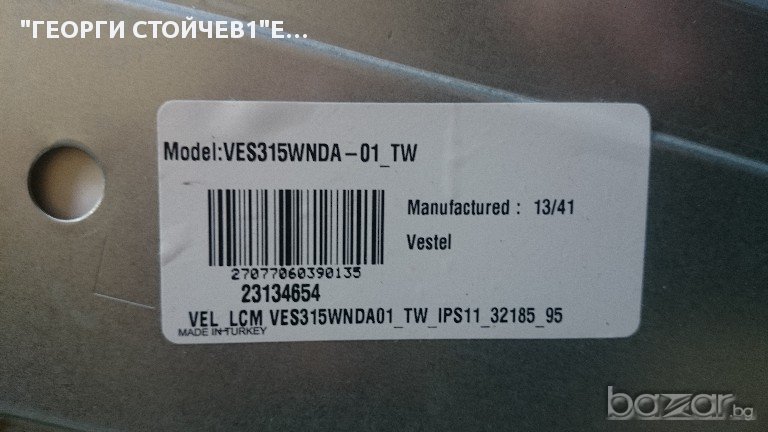 "ГЕОРГИ СТОЙЧЕВ1"Е...
Model:VES315WNDA-01_TW
Manufactured : 13/41
Vestel
27077060390135
23134654
VEL_LCM VES315WNDA01_TW_IPS11_32185_95
MADE IN TURKEY
bazar.bg